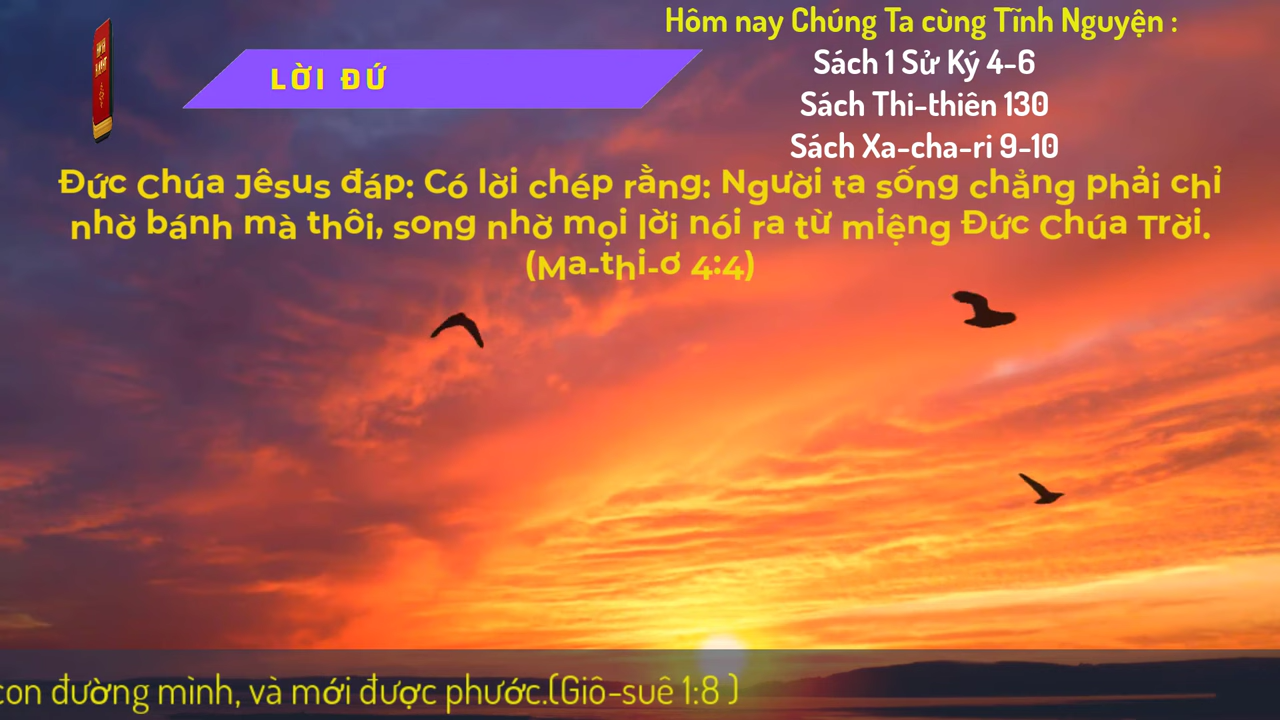 Hôm nay Chúng Ta cùng Tĩnh Nguyện :
Sách 1 Sử Ký 4-6
Sách Thi-thiên 130
Sách Xa-cha-ri 9-10
LỜI ĐỨ
Đức Chúa Jêsus đáp: Có lời chép rằng: Người ta sống chẳng phải chỉ
nhờ bánh mà thôi, song nhờ mọi lời nói ra từ miệng Đức Chúa Trời.
(Ma-thi-ơ 4:4)
con đường mình, và mới được phước.(Giô-suê 1:8 )